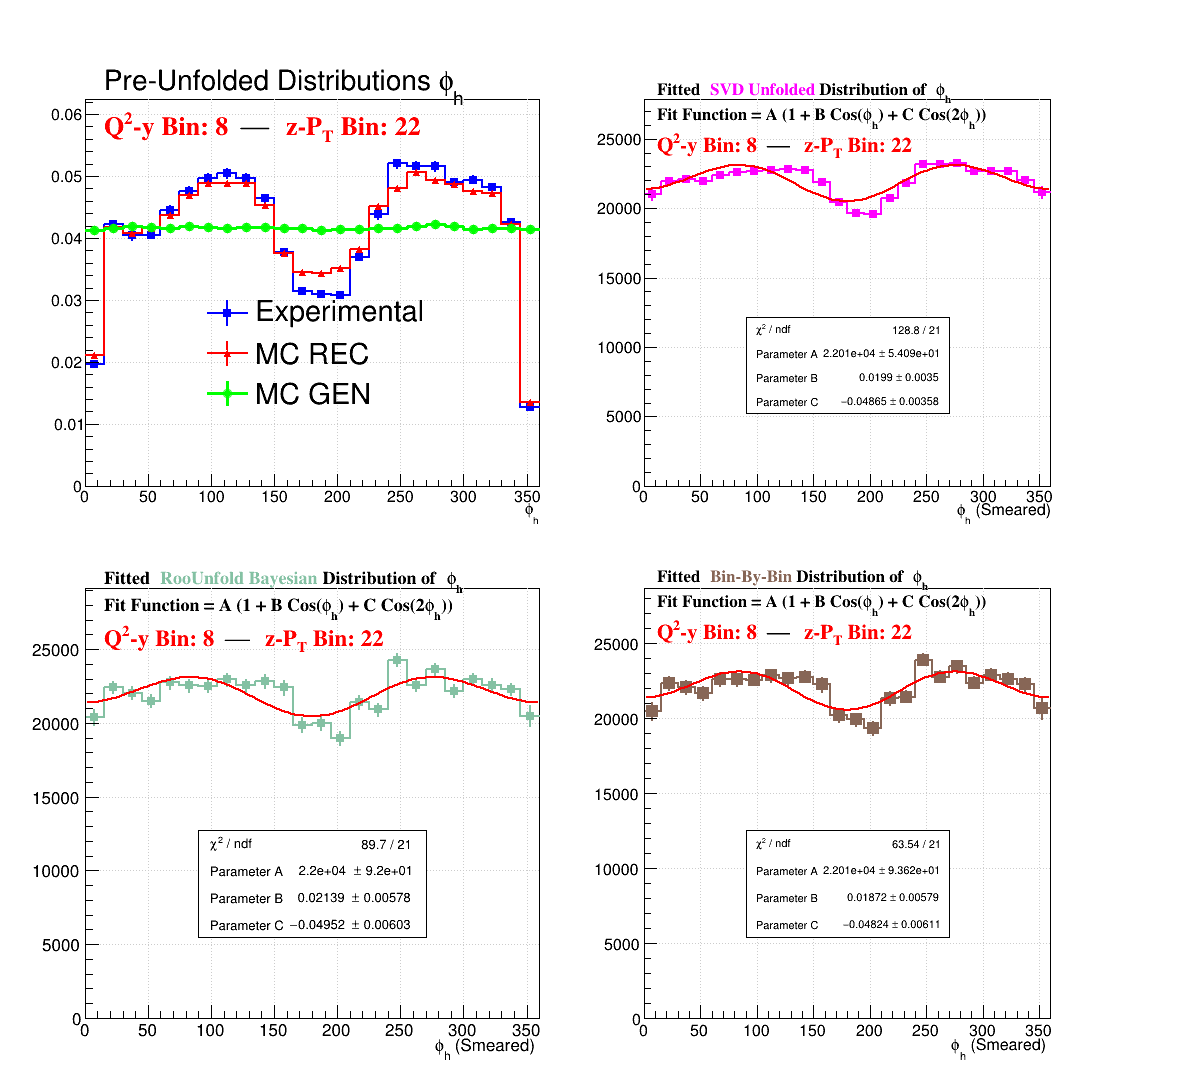 Pre-Unfolded Distributions ϕh
Q2-y Bin: 8 — z-PT Bin: 22
0.06
0.05
0.04
0.03
0.02
0.01
0
Experimental
MC REC
MC GEN
0 50 100 150 200 250 300 350
ϕh
Fitted SVD Unfolded Distribution of ϕh
Fit Function = A (1 + B Cos(ϕh) + C Cos(2ϕh))
Q2-y Bin: 8 — z-PT Bin: 22
25000
20000
15000
10000
5000
0
χ2 / ndf 128.8 / 21
Parameter A 2.201e+04 ± 5.409e+01
Parameter B 0.0199 ± 0.0035
Parameter C −0.04865 ± 0.00358
0 50 100 150 200 250 300 350
ϕh (Smeared)
Fitted RooUnfold Bayesian Distribution of ϕh
Fit Function = A (1 + B Cos(ϕh) + C Cos(2ϕh))
Q2-y Bin: 8 — z-PT Bin: 22
25000
20000
15000
10000
5000
0
χ2 / ndf 89.7 / 21
Parameter A 2.2e+04 ± 9.2e+01
Parameter B 0.02139 ± 0.00578
Parameter C −0.04952 ± 0.00603
0 50 100 150 200 250 300 350
ϕh (Smeared)
Fitted Bin-By-Bin Distribution of ϕh
Fit Function = A (1 + B Cos(ϕh) + C Cos(2ϕh))
Q2-y Bin: 8 — z-PT Bin: 22
25000
20000
15000
10000
5000
0
χ2 / ndf 63.54 / 21
Parameter A 2.201e+04 ± 9.362e+01
Parameter B 0.01872 ± 0.00579
Parameter C −0.04824 ± 0.00611
0 50 100 150 200 250 300 350
ϕh (Smeared)